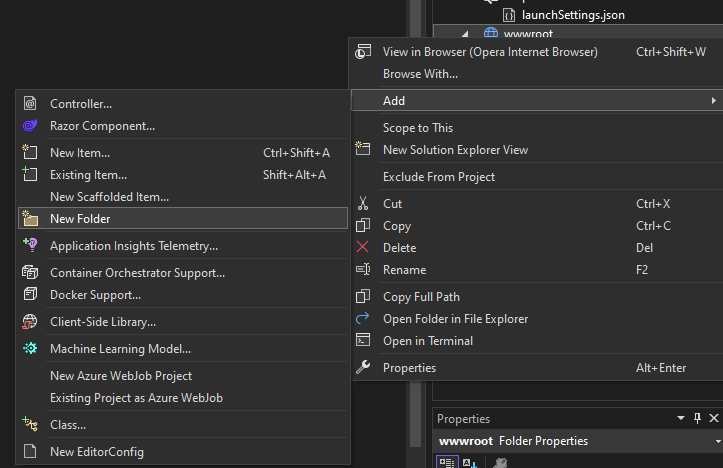 launchSettings.json
wwwroot
View in Browser (Opera Internet Browser) Ctrl+Shift+W
Browse With...
Add
Scope to This
New Solution Explorer View
Exclude From Project
Cut Ctrl+X
Copy Ctrl+C
Delete Del
Rename F2
Copy Full Path
Open Folder in File Explorer
Open in Terminal
Properties Alt+Enter
Controller...
Razor Component...
New Item... Ctrl+Shift+A
Existing Item... Shift+Alt+A
New Scaffolded Item...
New Folder
Application Insights Telemetry...
Container Orchestrator Support...
Docker Support...
Client-Side Library...
Machine Learning Model...
New Azure WebJob Project
Existing Project as Azure WebJob
Class...
New EditorConfig
Properties
wwwroot Folder Properties